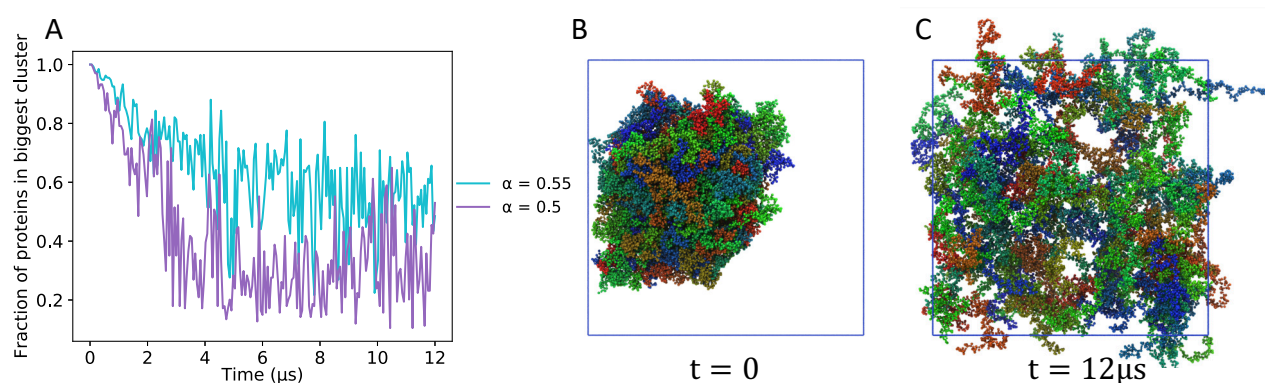 A
B
C
Fraction of proteins in biggest cluster
1.0
0.8
0.6
0.4
0.2
0 2 4 6 8 10 12
Time (μs)
α = 0.55
α = 0.5
t = 0
t = 12μs